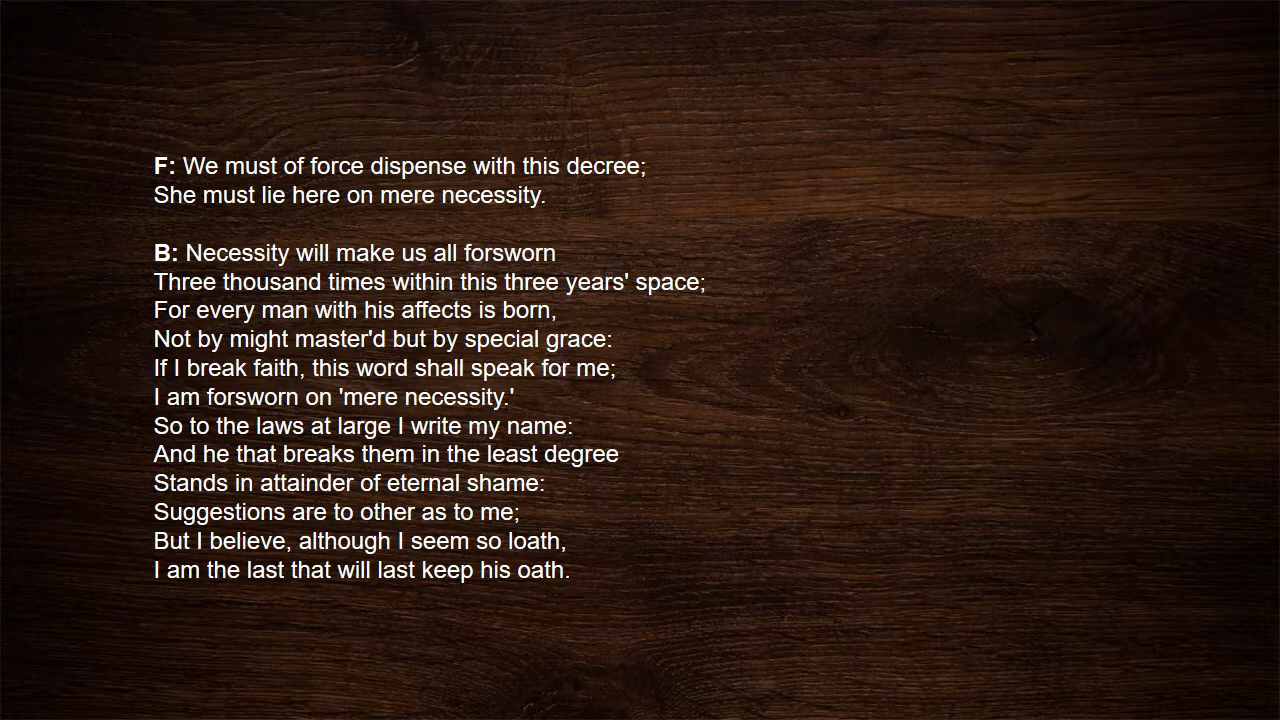 F: We must of force dispense with this decree;
She must lie here on mere necessity.
B: Necessity will make us all forsworn
Three thousand times within this three years' space;
For every man with his affects is born,
Not by might master'd but by special grace:
If I break faith, this word shall speak for me;
I am forsworn on 'mere necessity.'
So to the laws at large I write my name:
And he that breaks them in the least degree
Stands in attainder of eternal shame:
Suggestions are to other as to me;
But I believe, although I seem so loath,
I am the last that will last keep his oath.